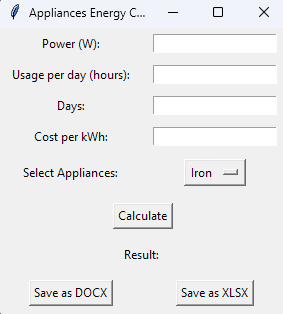 Appliances Energy C...
Power (W):
Usage per day (hours):
Days:
Cost per kWh:
Select Appliances: Iron
Calculate
Result:
Save as DOCX Save as XLSX